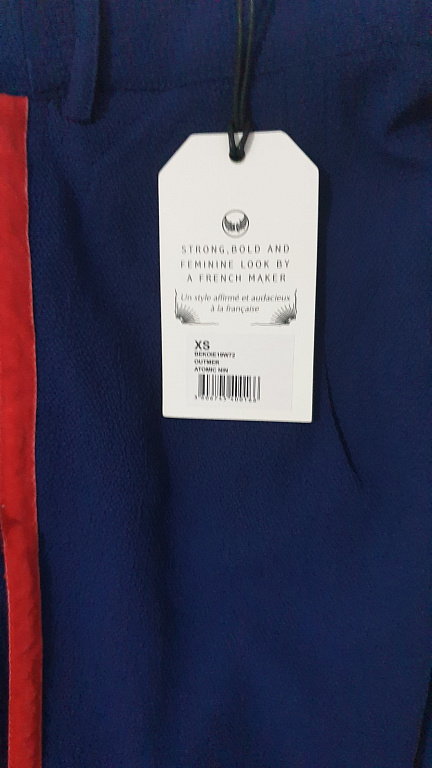 STRONG, BOLD AND
FEMININE LOOK BY
A FRENCH MAKER
Un style affirmé et audacieux
à la française
XS
OUTMER
ATOMIC NIN